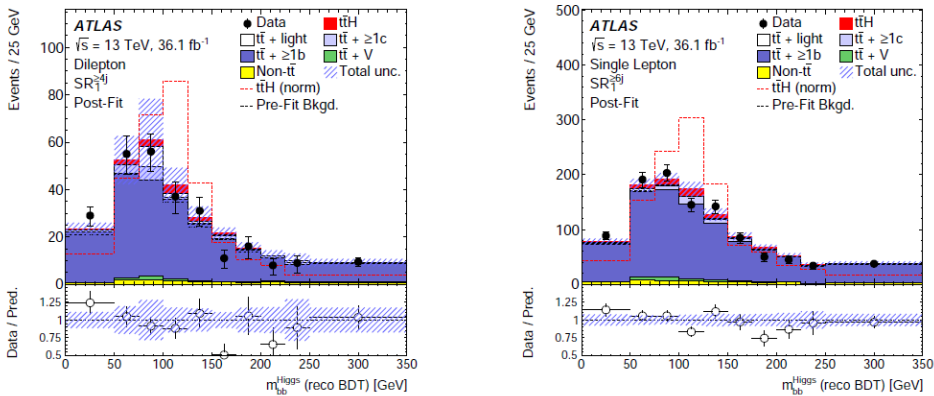 Events / 25 GeV
ATLAS
√s = 13 TeV, 36.1 fb⁻¹
Dilepton
SR₁^≥4j
Post-Fit
Data
tt̄H
tt̄ + light
tt̄ + ≥1c
tt̄ + ≥1b
tt̄ + V
Non-tt̄
Total unc.
tt̄H (norm)
Pre-Fit Bkgd.
100
80
60
40
20
0
Data / Pred.
1.25
1
0.75
0.5
0 50 100 150 200 250 300 350
m_bb^Higgs (reco BDT) [GeV]
Events / 25 GeV
ATLAS
√s = 13 TeV, 36.1 fb⁻¹
Single Lepton
SR₁^≥6j
Post-Fit
Data
tt̄H
tt̄ + light
tt̄ + ≥1c
tt̄ + ≥1b
tt̄ + V
Non-tt̄
Total unc.
tt̄H (norm)
Pre-Fit Bkgd.
500
400
300
200
100
0
Data / Pred.
1.25
1
0.75
0.5
0 50 100 150 200 250 300 350
m_bb^Higgs (reco BDT) [GeV]